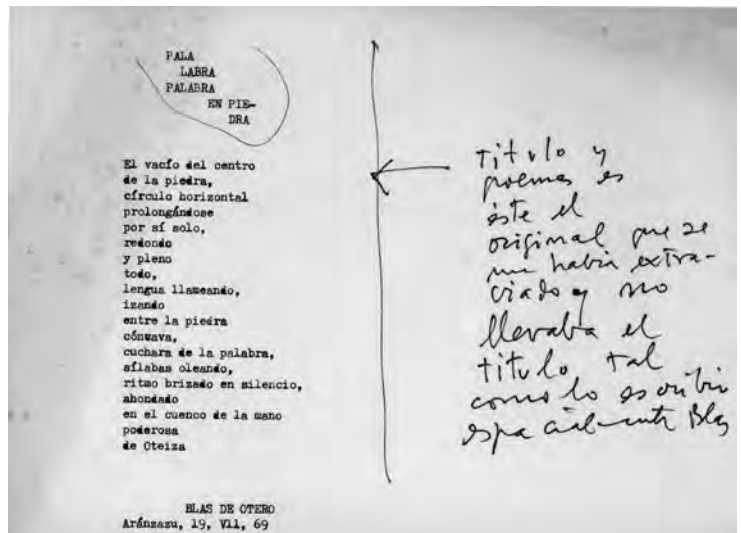 PALA
LABRA
PALABRA
EN PIE-
DRA
El vacío del centro
de la piedra,
círculo horizontal
prolongándose
por sí solo,
redondo
y pleno
todo,
lengua llameando,
izando
entre la piedra
cóncava,
cuchara de la palabra,
sílabas oleando,
ritmo brizado en silencio,
ahondado
en el cuenco de la mano
poderosa
de Oteiza
BLAS DE OTERO
Aránzazu, 19, VII, 69
titulo y
poemas es
éste el
original que se
me habia extra-
viado y no
llevaba el
titulo tal
como lo escribio
espacialmente Blas